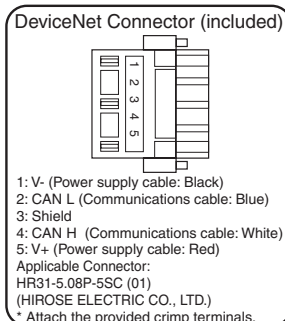 DeviceNet Connector (included)
1
2
3
4
5
1: V- (Power supply cable: Black)
2: CAN L (Communications cable: Blue)
3: Shield
4: CAN H (Communications cable: White)
5: V+ (Power supply cable: Red)
Applicable Connector:
HR31-5.08P-5SC (01)
(HIROSE ELECTRIC CO., LTD.)
* Attach the provided crimp terminals.